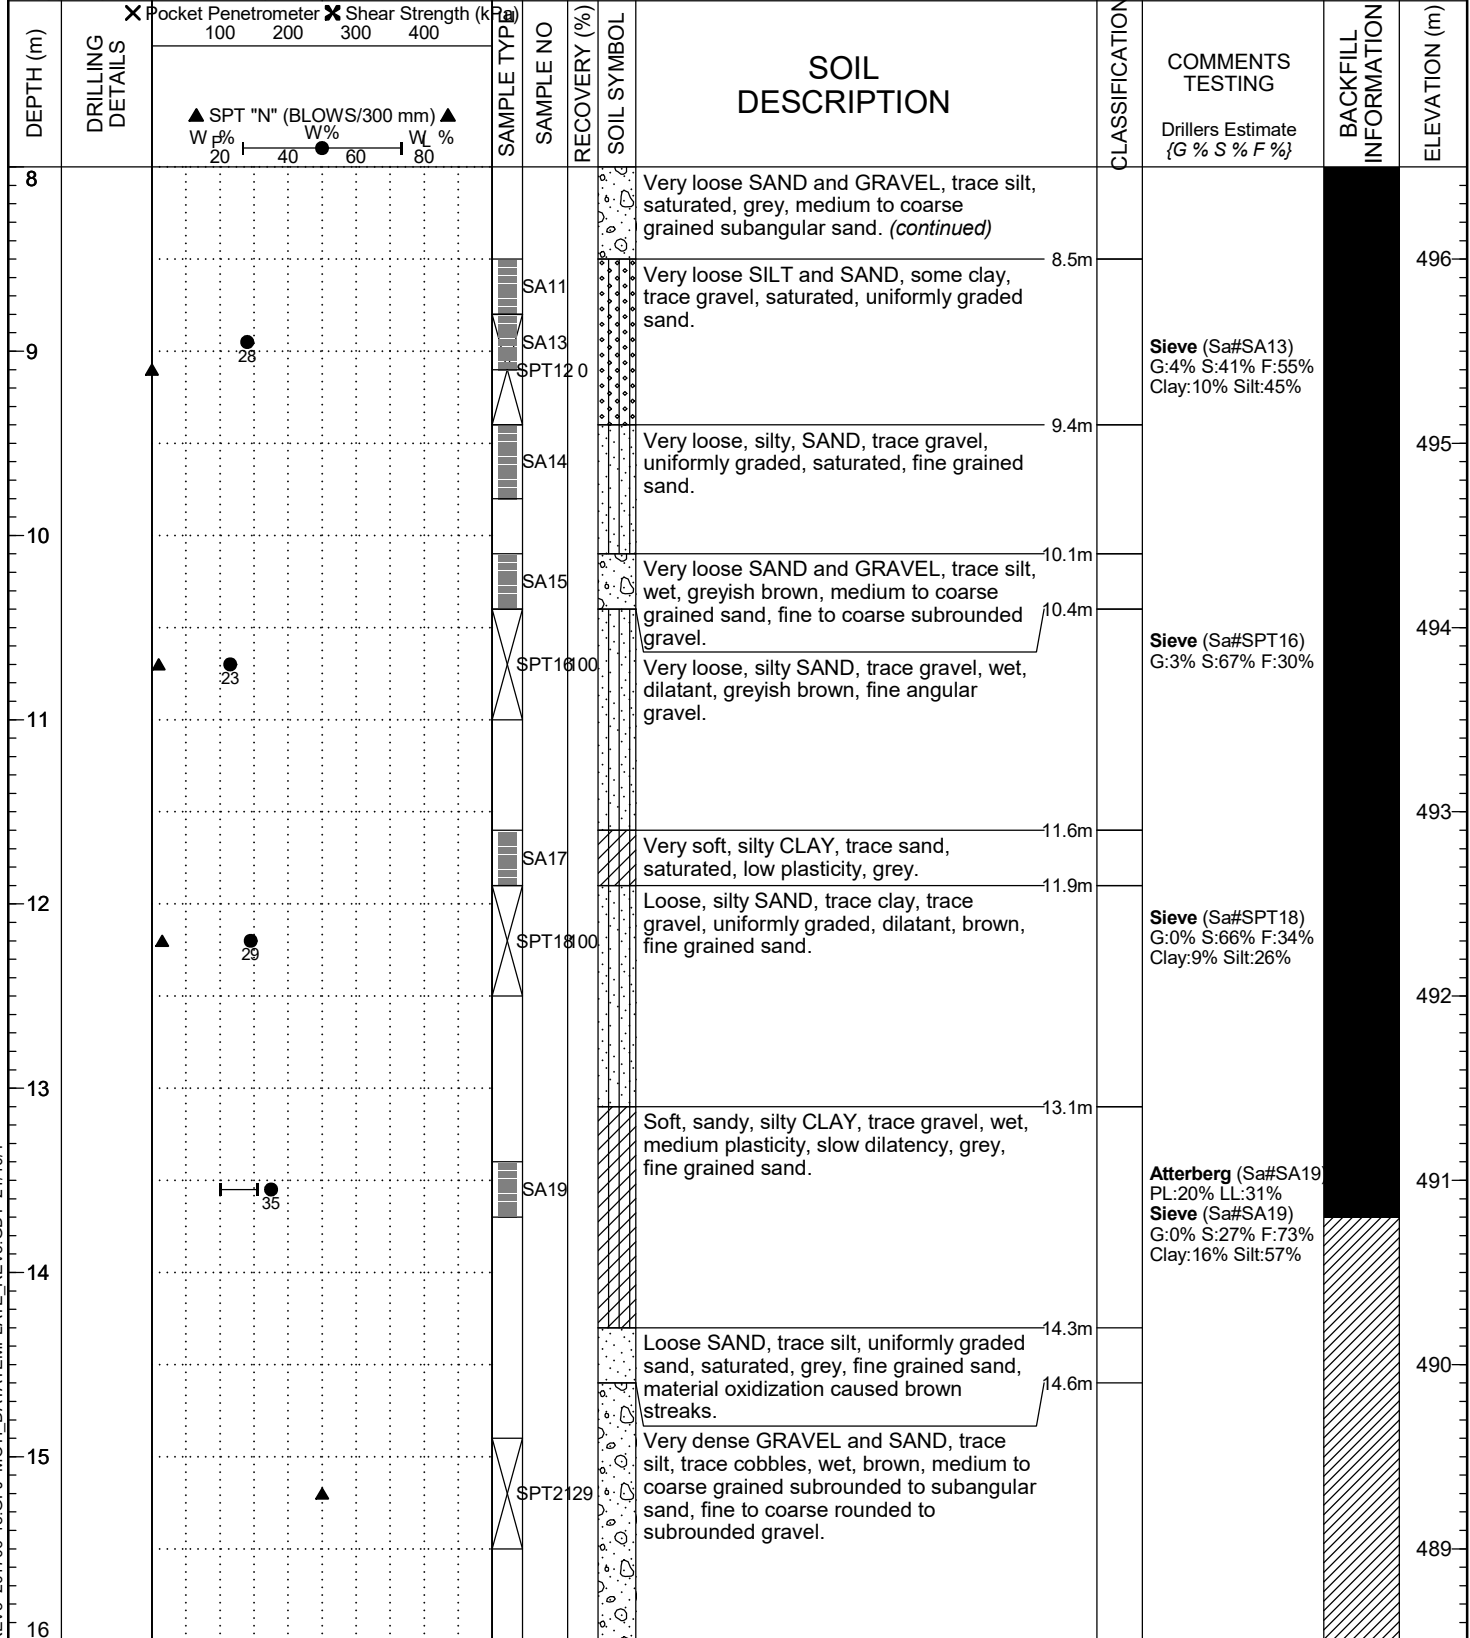 Pocket Penetrometer Shear Strength (kPa)
100 200 300 400
DEPTH (m)
DRILLING
DETAILS
SPT "N" (BLOWS/300 mm)
W P% W% W L %
20 40 60 80
SAMPLE TYPE
SAMPLE NO
RECOVERY (%)
SOIL SYMBOL
SOIL
DESCRIPTION
CLASSIFICATION
COMMENTS
TESTING
Drillers Estimate
{G % S % F %}
BACKFILL
INFORMATION
ELEVATION (m)
8
Very loose SAND and GRAVEL, trace silt,
saturated, grey, medium to coarse
grained subangular sand. (continued)
8.5m
496
SA11
Very loose SILT and SAND, some clay,
trace gravel, saturated, uniformly graded
sand.
SA13
28
9
SPT12 0
Sieve (Sa#SA13)
G:4% S:41% F:55%
Clay:10% Silt:45%
9.4m
495
SA14
Very loose, silty, SAND, trace gravel,
uniformly graded, saturated, fine grained
sand.
10
10.1m
SA15
Very loose SAND and GRAVEL, trace silt,
wet, greyish brown, medium to coarse
grained sand, fine to coarse subrounded
gravel.
10.4m
494
SPT16 100
23
Very loose, silty SAND, trace gravel, wet,
dilatant, greyish brown, fine angular
gravel.
Sieve (Sa#SPT16)
G:3% S:67% F:30%
11
493
11.6m
SA17
Very soft, silty CLAY, trace sand,
saturated, low plasticity, grey.
11.9m
12
SPT18 100
29
Loose, silty SAND, trace clay, trace
gravel, uniformly graded, dilatant, brown,
fine grained sand.
Sieve (Sa#SPT18)
G:0% S:66% F:34%
Clay:9% Silt:26%
492
13
13.1m
Soft, sandy, silty CLAY, trace gravel, wet,
medium plasticity, slow dilatency, grey,
fine grained sand.
SA19
35
Atterberg (Sa#SA19)
PL:20% LL:31%
Sieve (Sa#SA19)
G:0% S:27% F:73%
Clay:16% Silt:57%
491
14
14.3m
Loose SAND, trace silt, uniformly graded
sand, saturated, grey, fine grained sand,
material oxidization caused brown
streaks.
490
14.6m
15
SPT21 29
Very dense GRAVEL and SAND, trace
silt, trace cobbles, wet, brown, medium to
coarse grained subrounded to subangular
sand, fine to coarse rounded to
subrounded gravel.
489
16